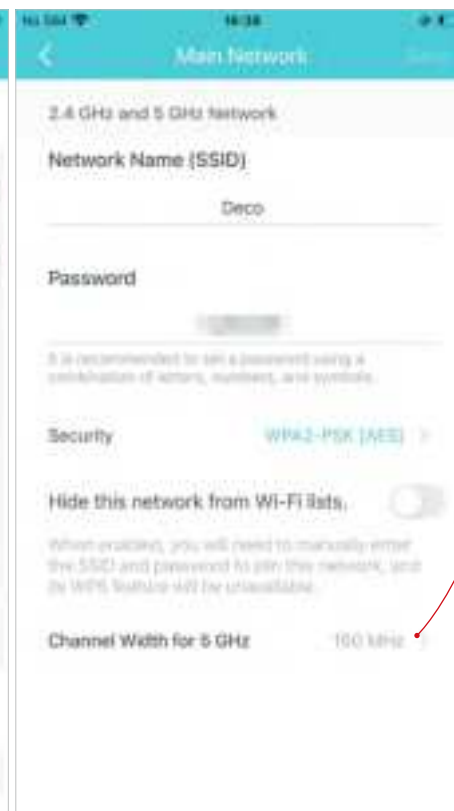 No SIM 16:38
Main Network Save
2.4 GHz and 5 GHz Network
Network Name (SSID)
Deco
Password
It is recommended to set a password using a
combination of letters, numbers, and symbols.
Security WPA2-PSK [AES]
Hide this network from Wi-Fi lists.
When enabled, you will need to manually enter
the SSID and password to join this network, and
its WPS feature will be unavailable.
Channel Width for 5 GHz 160 MHz